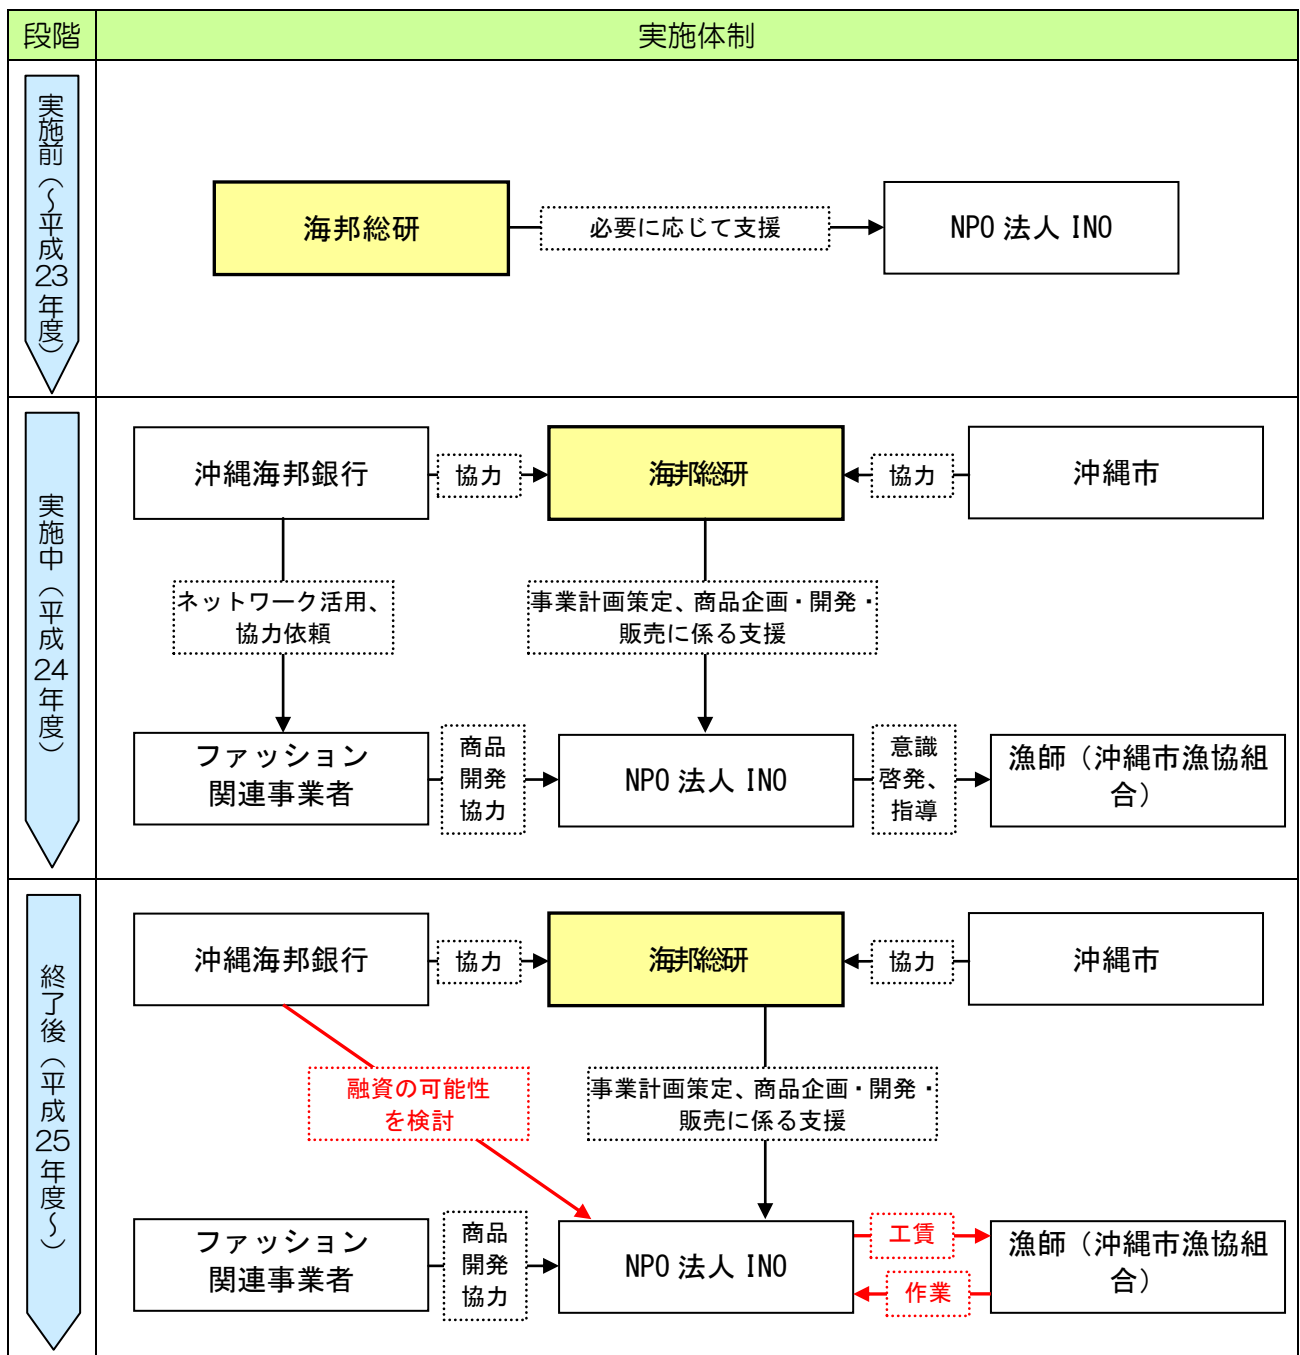 段階
実施体制
実施前（～平成23年度）
海邦総研
必要に応じて支援
NPO 法人 INO
実施中（平成24年度）
沖縄海邦銀行
協力
海邦総研
協力
沖縄市
ネットワーク活用、
協力依頼
事業計画策定、商品企画・開発・
販売に係る支援
ファッション
関連事業者
商品
開発
協力
NPO 法人 INO
意識
啓発、
指導
漁師（沖縄市漁協組
合）
終了後（平成25年度～）
沖縄海邦銀行
協力
海邦総研
協力
沖縄市
融資の可能性
を検討
事業計画策定、商品企画・開発・
販売に係る支援
ファッション
関連事業者
商品
開発
協力
NPO 法人 INO
工賃
作業
漁師（沖縄市漁協組
合）